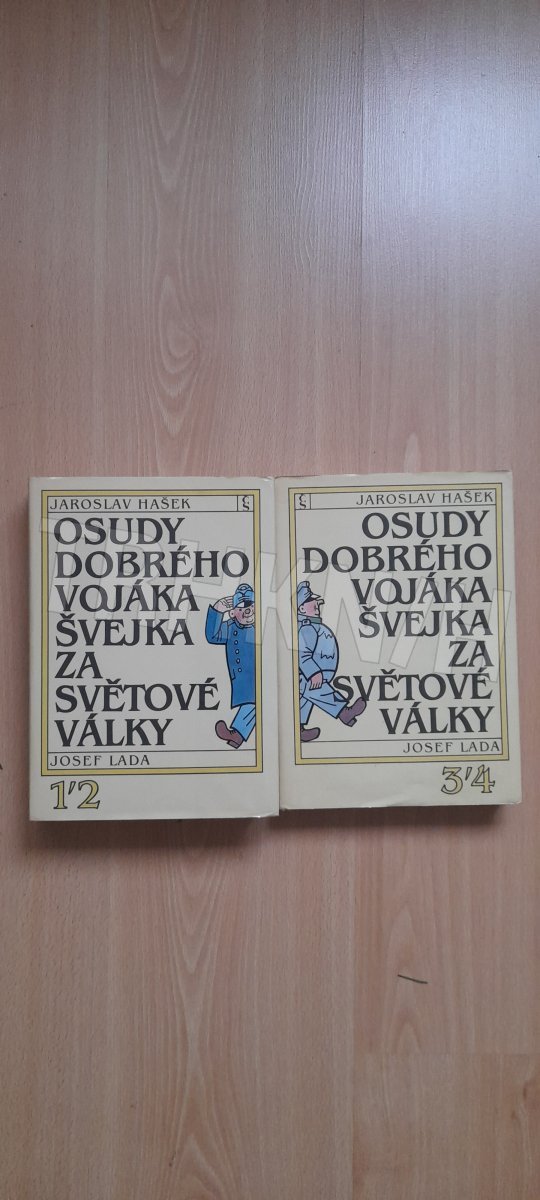 JAROSLAV HAŠEK
OSUDY
DOBRÉHO
VOJÁKA
ŠVEJKA
ZA
SVĚTOVÉ
VÁLKY
JOSEF LADA
1'2
JAROSLAV HAŠEK
OSUDY
DOBRÉHO
VOJÁKA
ŠVEJKA
ZA
SVĚTOVÉ
VÁLKY
JOSEF LADA
3'4
TRHKNIH